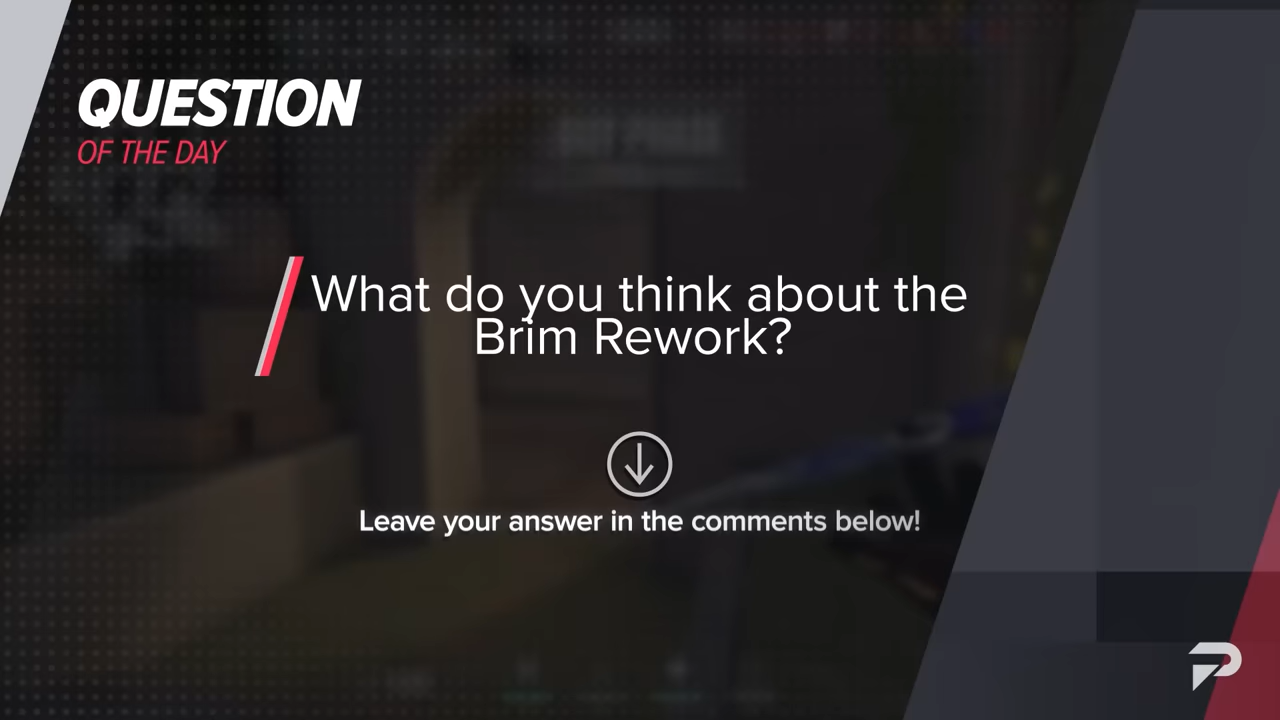 QUESTION
OF THE DAY
What do you think about the
Brim Rework?
Leave your answer in the comments below!